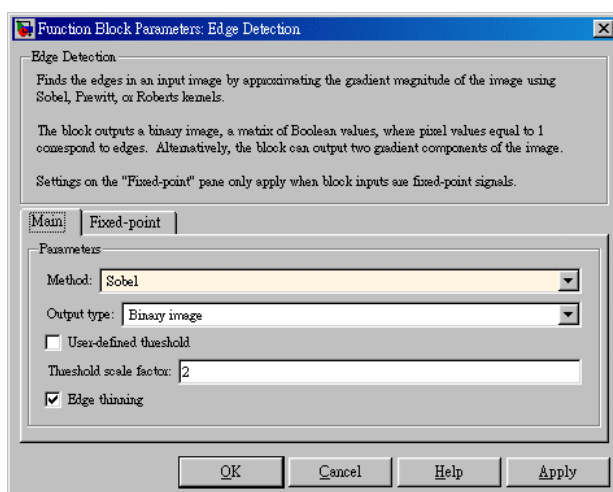 Function Block Parameters: Edge Detection
Edge Detection
Finds the edges in an input image by approximating the gradient magnitude of the image using
Sobel, Prewitt, or Roberts kernels.
The block outputs a binary image, a matrix of Boolean values, where pixel values equal to 1
correspond to edges. Alternatively, the block can output two gradient components of the image.
Settings on the "Fixed-point" pane only apply when block inputs are fixed-point signals.
Main Fixed-point
Parameters
Method: Sobel
Output type: Binary image
User-defined threshold
Threshold scale factor: 2
Edge thinning
OK Cancel Help Apply